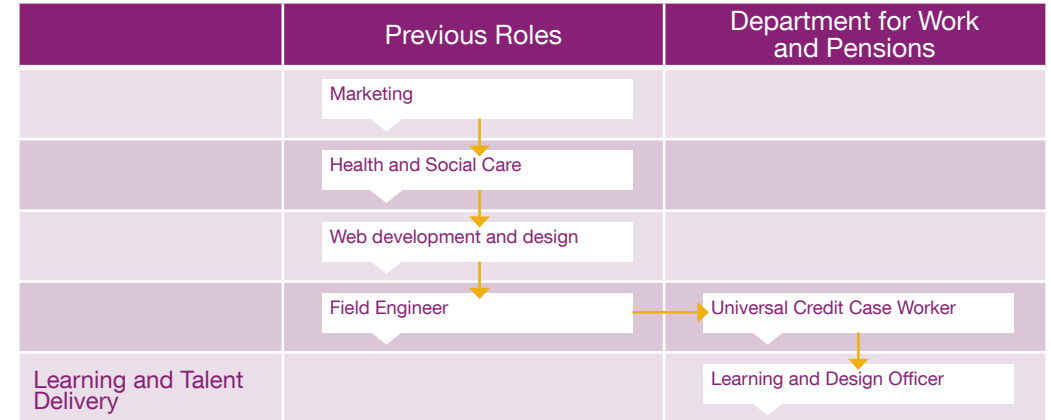 Previous Roles
Department for Work
and Pensions
Marketing
Health and Social Care
Web development and design
Field Engineer
Universal Credit Case Worker
Learning and Talent
Delivery
Learning and Design Officer